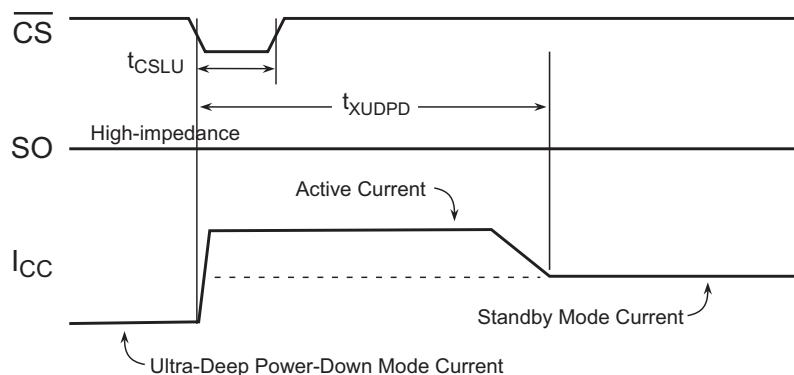 CS
tCSLU
tXUDPD
High-impedance
SO
Active Current
ICC
Standby Mode Current
Ultra-Deep Power-Down Mode Current